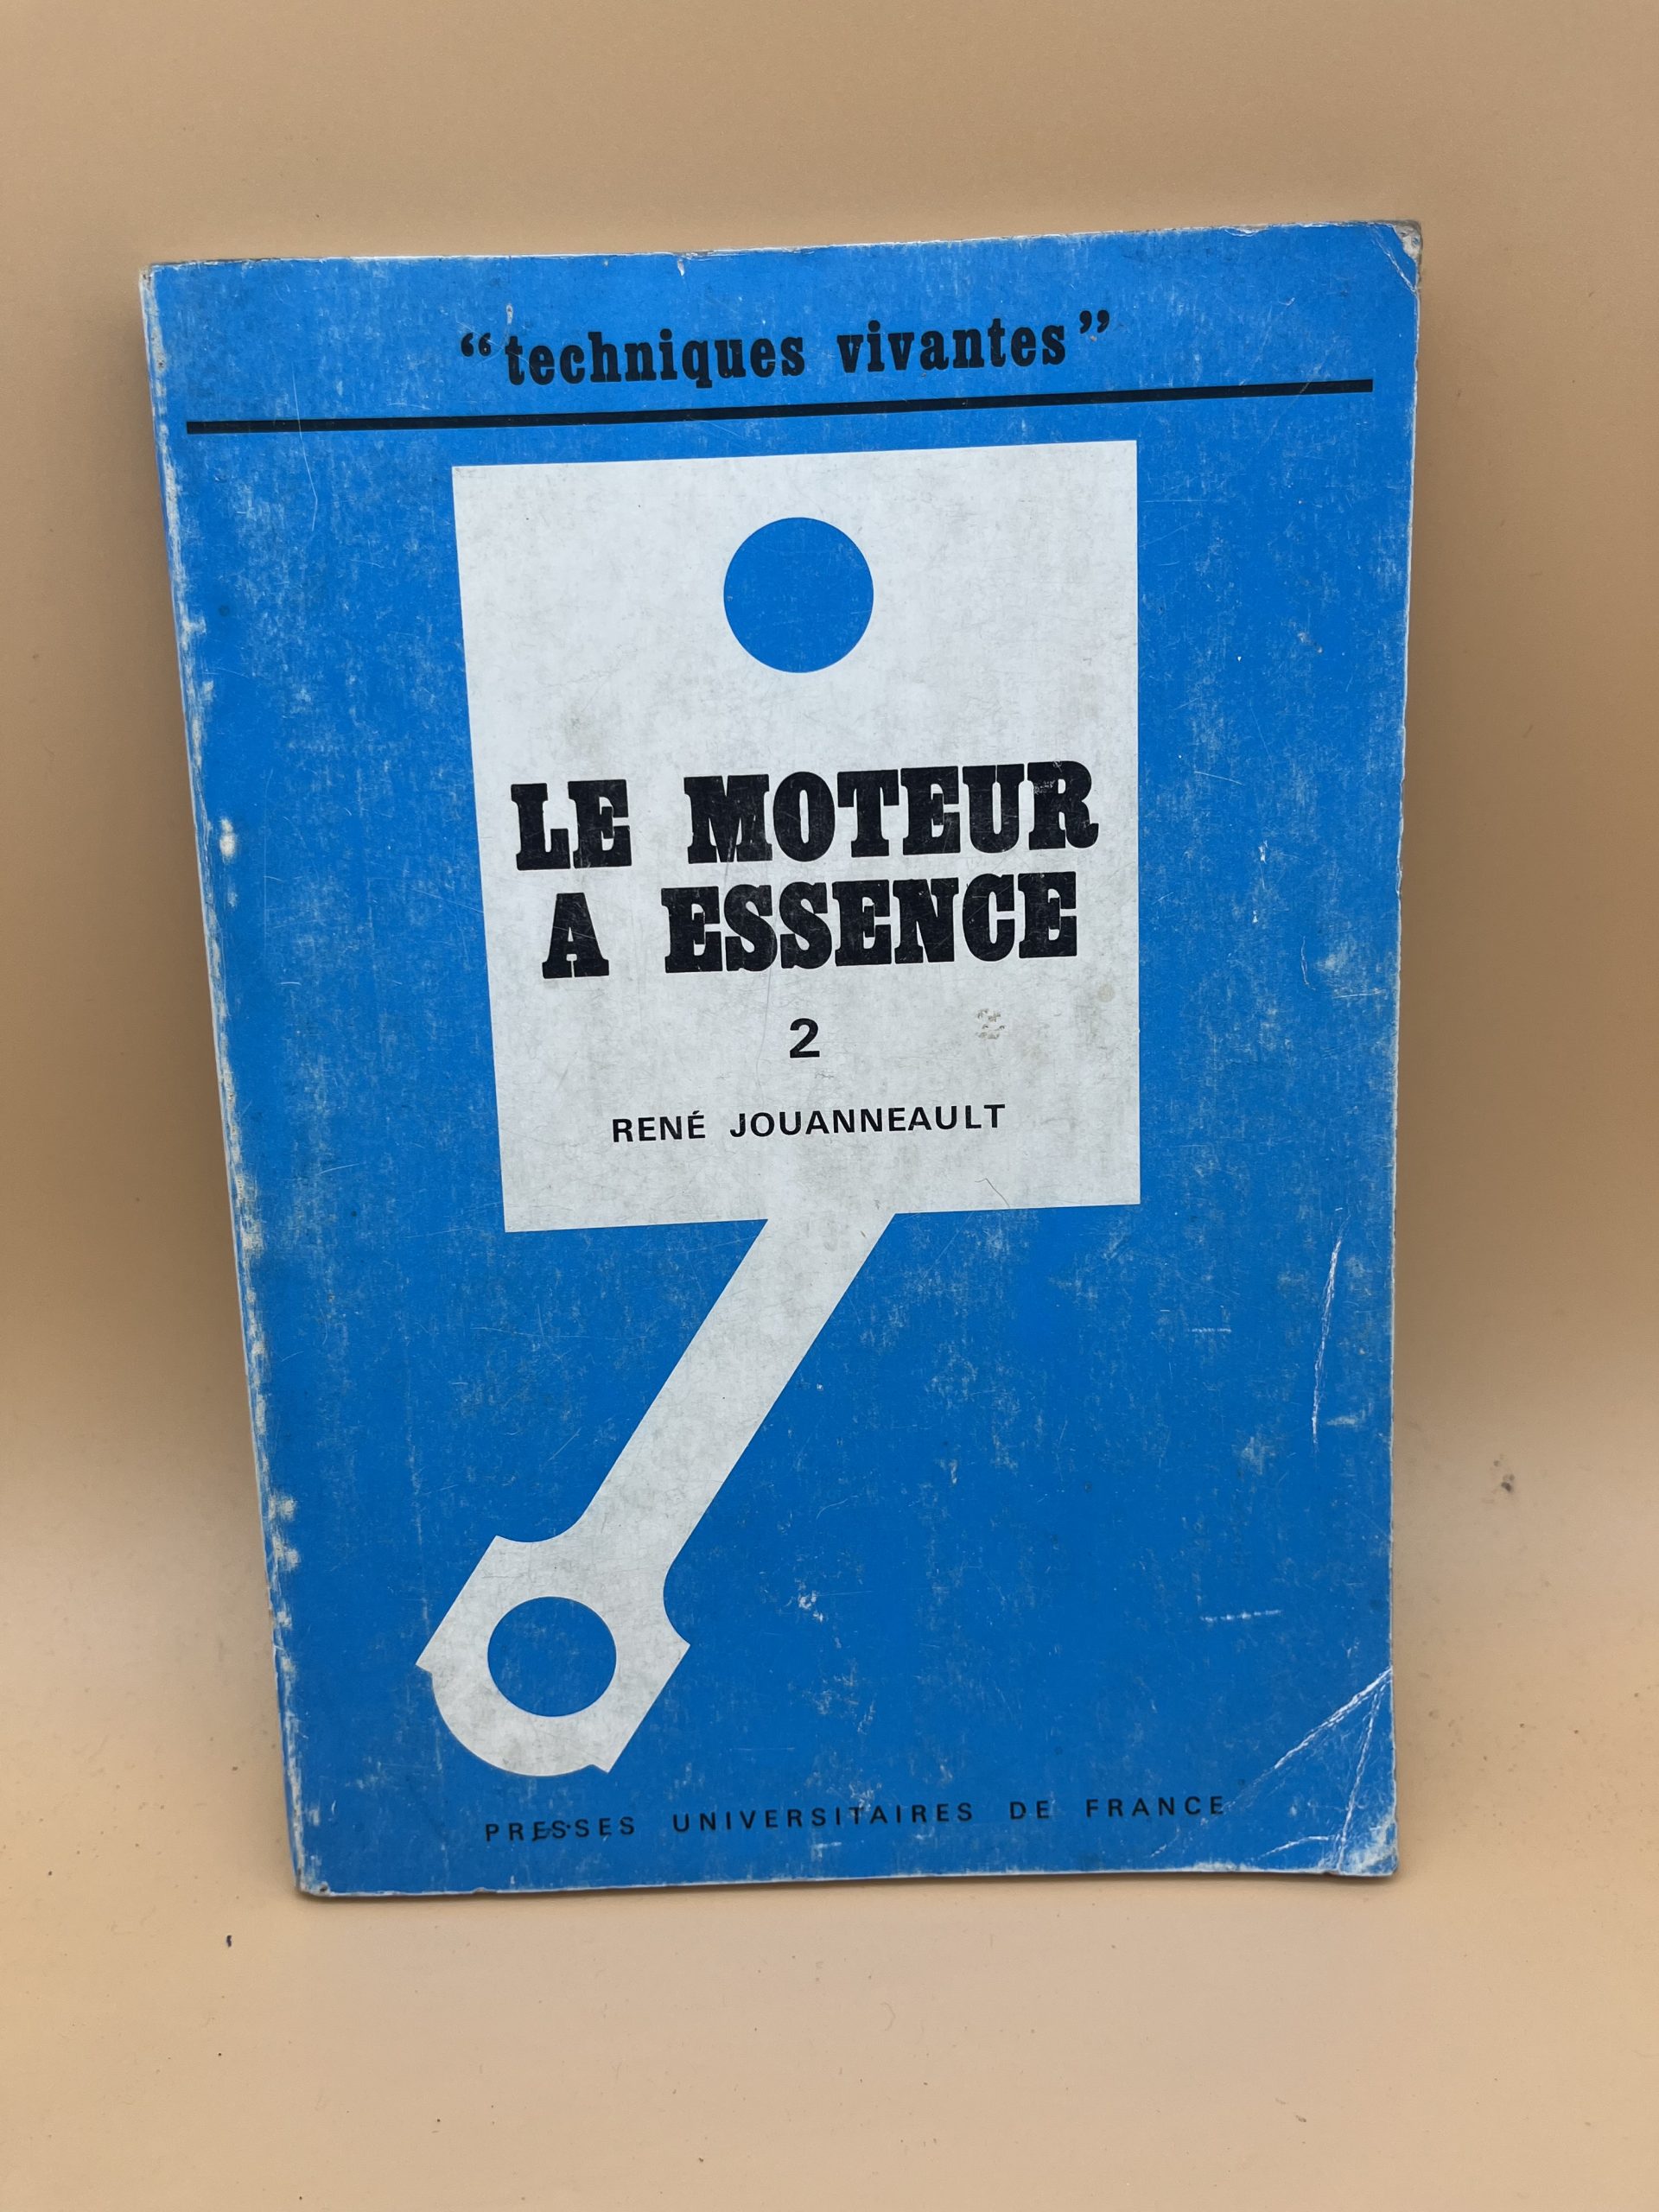 “techniques vivantes”
LE MOTEUR
A ESSENCE
2
RENÉ JOUANNEAULT
PRESSES UNIVERSITAIRES DE FRANCE